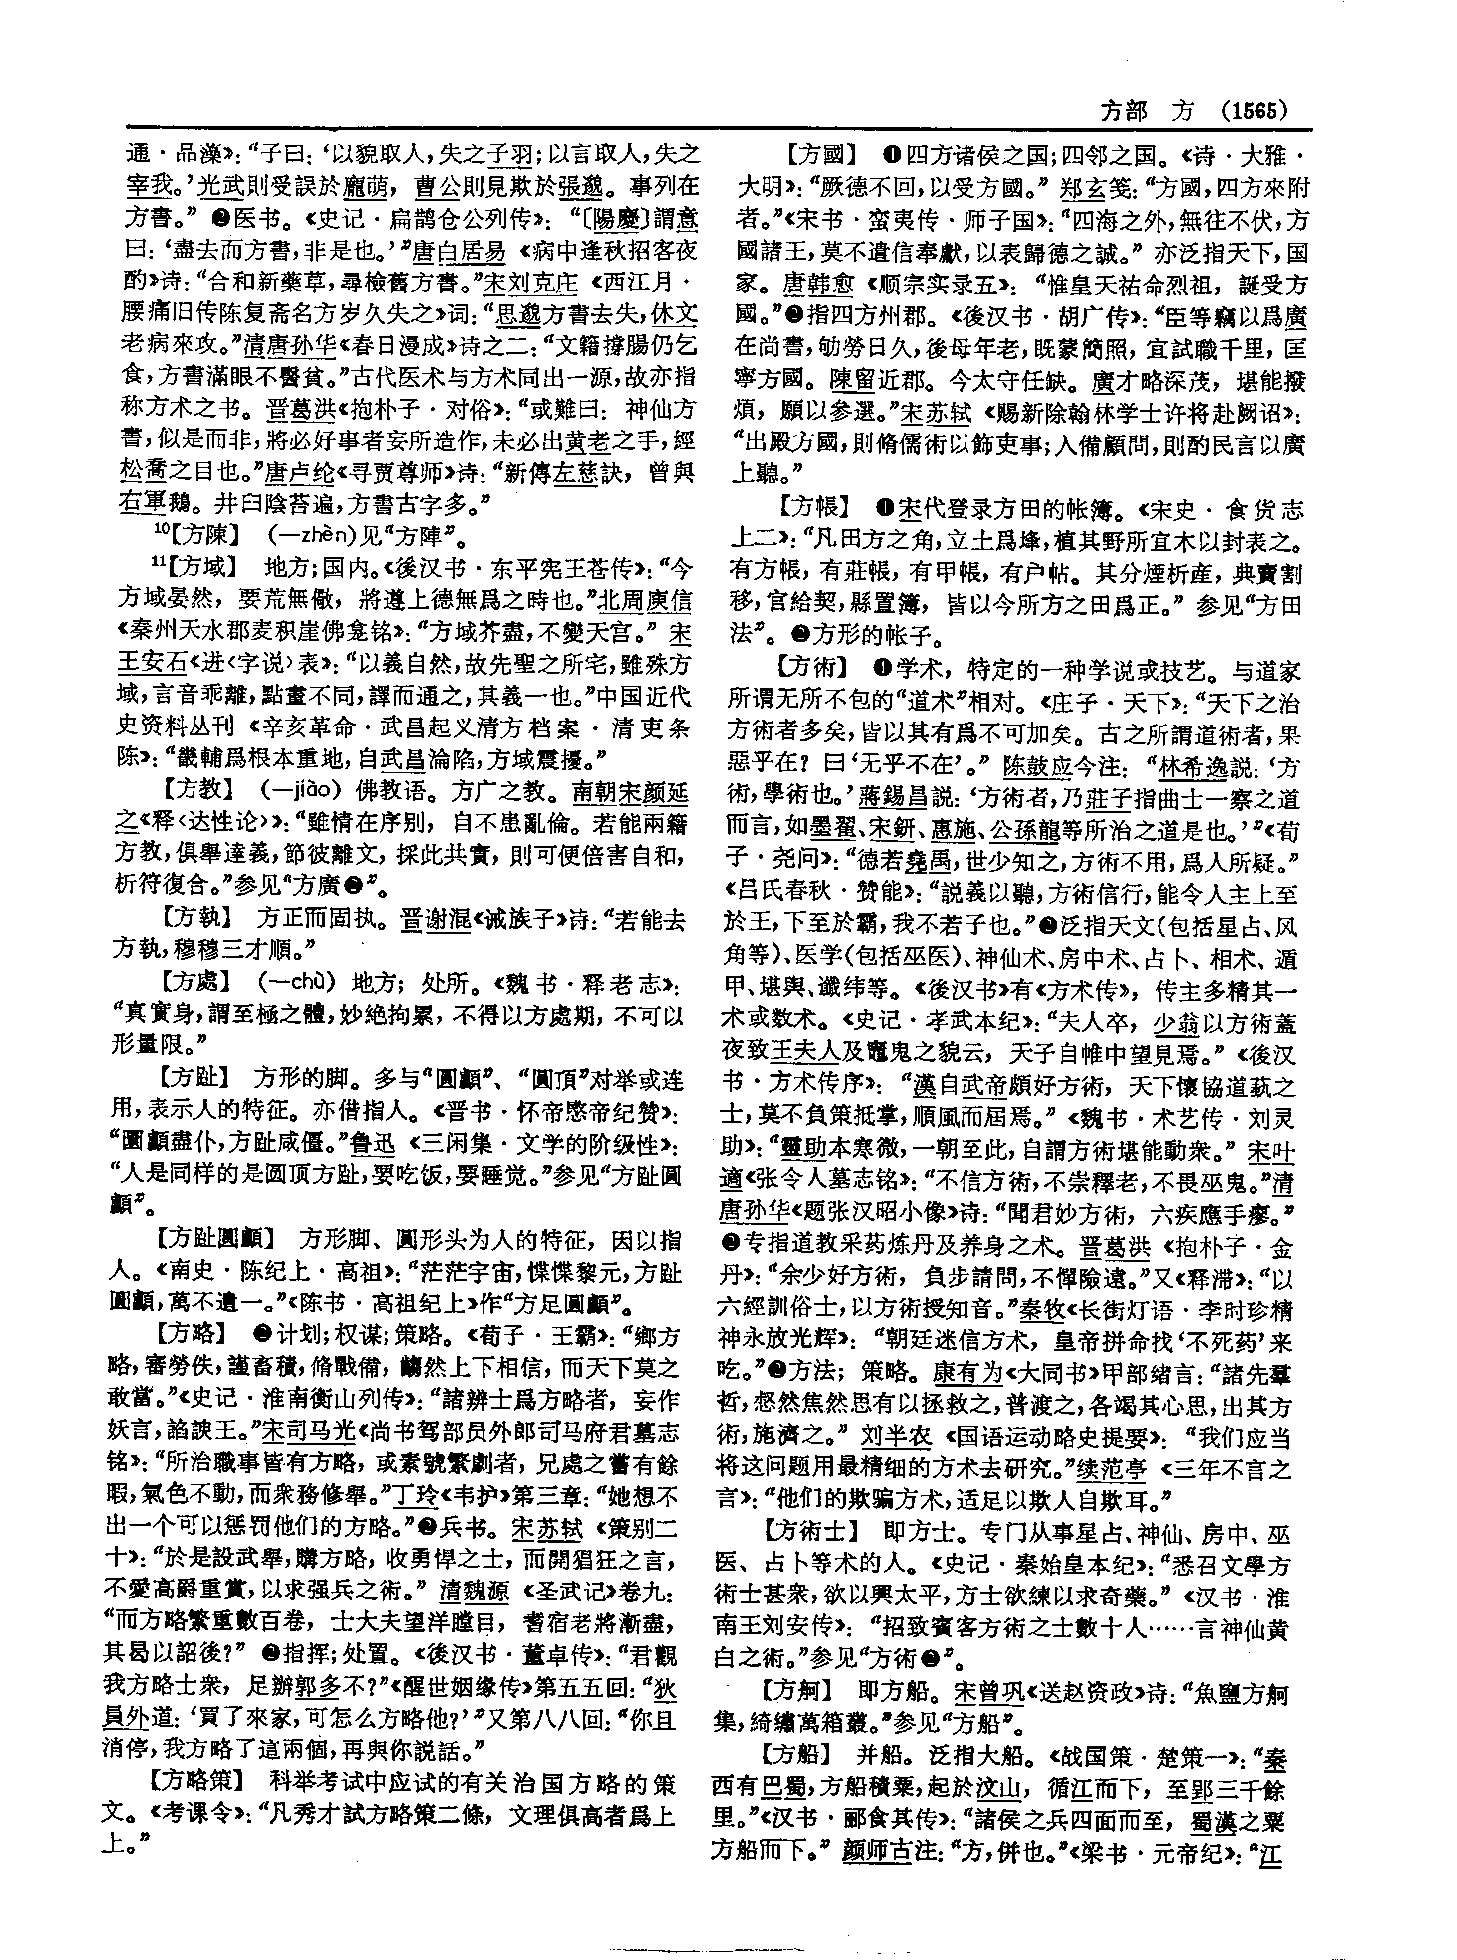 方部　方　(1565)
通·品藻》：“子曰：‘以貌取人，失之子羽；以言取人，失之
宰我。’光武則受誤於龐萌，曹公則見欺於張邈。事列在
方書。”❷医书。《史记·扁鹊仓公列传》：“〔陽慶〕謂意
曰：‘盡去而方書，非是也。’”唐白居易《病中逢秋招客夜
酌》诗：“合和新藥草，尋檢舊方書。”宋刘克庄《西江月·
腰痛旧传陈复斋名方岁久失之》词：“思邈方書去失，休文
老病來攻。”清唐孙华《春日漫成》诗之二：“文籍撐腸仍乞
食，方書滿眼不醫貧。”古代医术与方术同出一源，故亦指
称方术之书。晋葛洪《抱朴子·对俗》：“或難曰：神仙方
書，似是而非，將必好事者妄所造作，未必出黄老之手，經
松喬之目也。”唐卢纶《寻贾尊师》诗：“新傳左慈訣，曾與
右軍鵝。井臼陰苔遍，方書古字多。”
10【方陳】　(—zhèn)见“方陣”。
11【方域】　地方；国内。《後汉书·东平宪王苍传》：“今
方域晏然，要荒無儆，將遵上德無爲之時也。”北周庾信
《秦州天水郡麦积崖佛龛铭》：“方域芥盡，不變天宫。”宋
王安石《进〈字说〉表》：“以義自然，故先聖之所宅，雖殊方
域，言音乖離，點畫不同，譯而通之，其義一也。”中国近代
史资料丛刊《辛亥革命·武昌起义清方档案·清吏条
陈》：“畿輔爲根本重地，自武昌淪陷，方域震擾。”
【方教】　(—jiào)　佛教语。方广之教。南朝宋颜延
之《释〈达性论〉》：“雖情在序别，自不患亂倫。若能兩籍
方教，俱舉達義，節彼離文，採此共實，則可便倍害自和，
析符復合。”参见“方廣❷”。
【方執】　方正而固执。晋谢混《诫族子》诗：“若能去
方執，穆穆三才順。”
【方處】　(—chù)　地方；处所。《魏书·释老志》：
“真實身，謂至極之體，妙絶拘累，不得以方處期，不可以
形量限。”
【方趾】　方形的脚。多与“圓顱”、“圓頂”对举或连
用，表示人的特征。亦借指人。《晋书·怀帝愍帝纪赞》：
“圓顱盡仆，方趾咸僵。”鲁迅《三闲集·文学的阶级性》：
“人是同样的是圆顶方趾，要吃饭，要睡觉。”参见“方趾圓
顱”。
【方趾圓顱】　方形脚、圓形头为人的特征，因以指
人。《南史·陈纪上·高祖》：“茫茫宇宙，惵惵黎元，方趾
圓顱，萬不遺一。”《陈书·高祖纪上》作“方足圓顱”。
【方略】　❶计划；权谋；策略。《荀子·王霸》：“鄉方
略，審勞佚，謹畜積，脩戰備，齺然上下相信，而天下莫之
敢當。”《史记·淮南衡山列传》：“諸辨士爲方略者，妄作
妖言，諂諛王。”宋司马光《尚书驾部员外郎司马府君墓志
铭》：“所治職事皆有方略，或素號繁劇者，兄處之嘗有餘
暇，氣色不動，而衆務修舉。”丁玲《韦护》第三章：“她想不
出一个可以惩罚他们的方略。”❷兵书。宋苏轼《策别二
十》：“於是設武舉，購方略，收勇悍之士，而開猖狂之言，
不愛高爵重賞，以求强兵之術。”清魏源《圣武记》卷九：
“而方略繁重數百卷，士大夫望洋瞠目，耆宿老將漸盡，
其曷以詔後？”❸指挥；处置。《後汉书·董卓传》：“君觀
我方略士衆，足辦郭多不？”《醒世姻缘传》第五五回：“狄
員外道：‘買了來家，可怎么方略他？’”又第八八回：“你且
消停，我方略了這兩個，再與你説話。”
【方略策】　科举考试中应试的有关治国方略的策
文。《考课令》：“凡秀才試方略策二條，文理俱高者爲上
上。”
【方國】　❶四方诸侯之国；四邻之国。《诗·大雅·
大明》：“厥德不回，以受方國。”郑玄笺：“方國，四方來附
者。”《宋书·蛮夷传·师子国》：“四海之外，無往不伏，方
國諸王，莫不遣信奉獻，以表歸德之誠。”亦泛指天下，国
家。唐韩愈《顺宗实录五》：“惟皇天祐命烈祖，誕受方
國。”❷指四方州郡。《後汉书·胡广传》：“臣等竊以爲廣
在尚書，劬勞日久，後母年老，既蒙簡照，宜試職千里，匡
寧方國。陳留近郡。今太守任缺。廣才略深茂，堪能撥
煩，願以參選。”宋苏轼《赐新除翰林学士许将赴阙诏》：
“出殿方國，則脩儒術以飾吏事；入備顧問，則酌民言以廣
上聽。”
【方帳】　❶宋代登录方田的帐簿。《宋史·食货志
上二》：“凡田方之角，立土爲埄，植其野所宜木以封表之。
有方帳，有莊帳，有甲帳，有户帖。其分煙析産，典賣割
移，官給契，縣置簿，皆以今所方之田爲正。”参见“方田
法”。❷方形的帐子。
【方術】　❶学术，特定的一种学说或技艺。与道家
所谓无所不包的“道术”相对。《庄子·天下》：“天下之治
方術者多矣，皆以其有爲不可加矣。古之所謂道術者，果
惡乎在？曰‘无乎不在’。”陈鼓应今注：“林希逸説：‘方
術，學術也。’蔣錫昌説：‘方術者，乃莊子指曲士一察之道
而言，如墨翟、宋鈃、惠施、公孫龍等所治之道是也。’”《荀
子·尧问》：“德若堯禹，世少知之，方術不用，爲人所疑。”
《吕氏春秋·赞能》：“説義以聽，方術信行，能令人主上至
於王，下至於霸，我不若子也。”❷泛指天文（包括星占、风
角等）、医学（包括巫医）、神仙术、房中术、占卜、相术、遁
甲、堪舆、谶纬等。《後漢书》有《方术传》，传主多精其一
术或数术。《史记·孝武本纪》：“夫人卒，少翁以方術蓋
夜致王夫人及竈鬼之貌云，天子自帷中望見焉。”《後汉
书·方术传序》：“漢自武帝頗好方術，天下懷協道蓺之
士，莫不負策抵掌，順風而屆焉。”《魏书·术艺传·刘灵
助》：“靈助本寒微，一朝至此，自謂方術堪能動衆。”宋叶
適《张令人墓志铭》：“不信方術，不崇釋老，不畏巫鬼。”清
唐孙华《题张汉昭小像》诗：“聞君妙方術，六疾應手瘳。”
❸专指道教采药炼丹及养身之术。晋葛洪《抱朴子·金
丹》：“余少好方術，負步請問，不憚險遠。”又《释滞》：“以
六經訓俗士，以方術授知音。”秦牧《长街灯语·李时珍精
神永放光辉》：“朝廷迷信方术，皇帝拼命找‘不死药’来
吃。”❹方法；策略。康有为《大同书》甲部绪言：“諸先羣
哲，惄然焦然思有以拯救之，普渡之，各竭其心思，出其方
術，施濟之。”刘半农《国语运动略史提要》：“我们应当
将这问题用最精细的方术去研究。”续范亭《三年不言之
言》：“他们的欺骗方术，适足以欺人自欺耳。”
【方術士】　即方士。专门从事星占、神仙、房中、巫
医、占卜等术的人。《史记·秦始皇本纪》：“悉召文學方
術士甚衆，欲以興太平，方士欲練以求奇藥。”《汉书·淮
南王刘安传》：“招致賓客方術之士數十人……言神仙黄
白之術。”参见“方術❷”。
【方舸】　即方船。宋曾巩《送赵资政》诗：“魚鹽方舸
集，綺繡萬箱叢。”参见“方船”。
【方船】　并船。泛指大船。《战国策·楚策一》：“秦
西有巴蜀，方船積粟，起於汶山，循江而下，至郢三千餘
里。”《汉书·郦食其传》：“諸侯之兵四面而至，蜀漢之粟
方船而下。”颜师古注：“方，併也。”《梁书·元帝纪》：“江